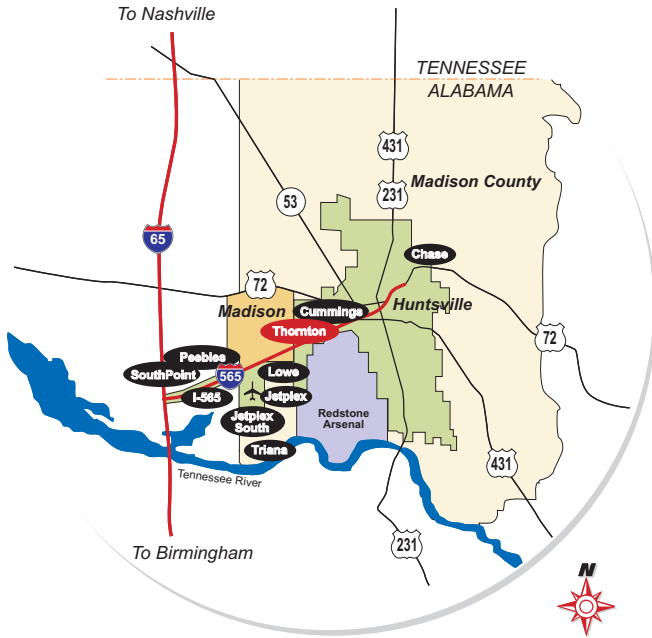 To Nashville
TENNESSEE
ALABAMA
431
Madison County
231
53
65
Chase
72
Madison
Cummings
Huntsville
Thornton
72
Peebles
SouthPoint
565
Lowe
I-565
Jetplex
Jetplex
South
Redstone
Arsenal
Triana
431
Tennessee River
231
To Birmingham
N